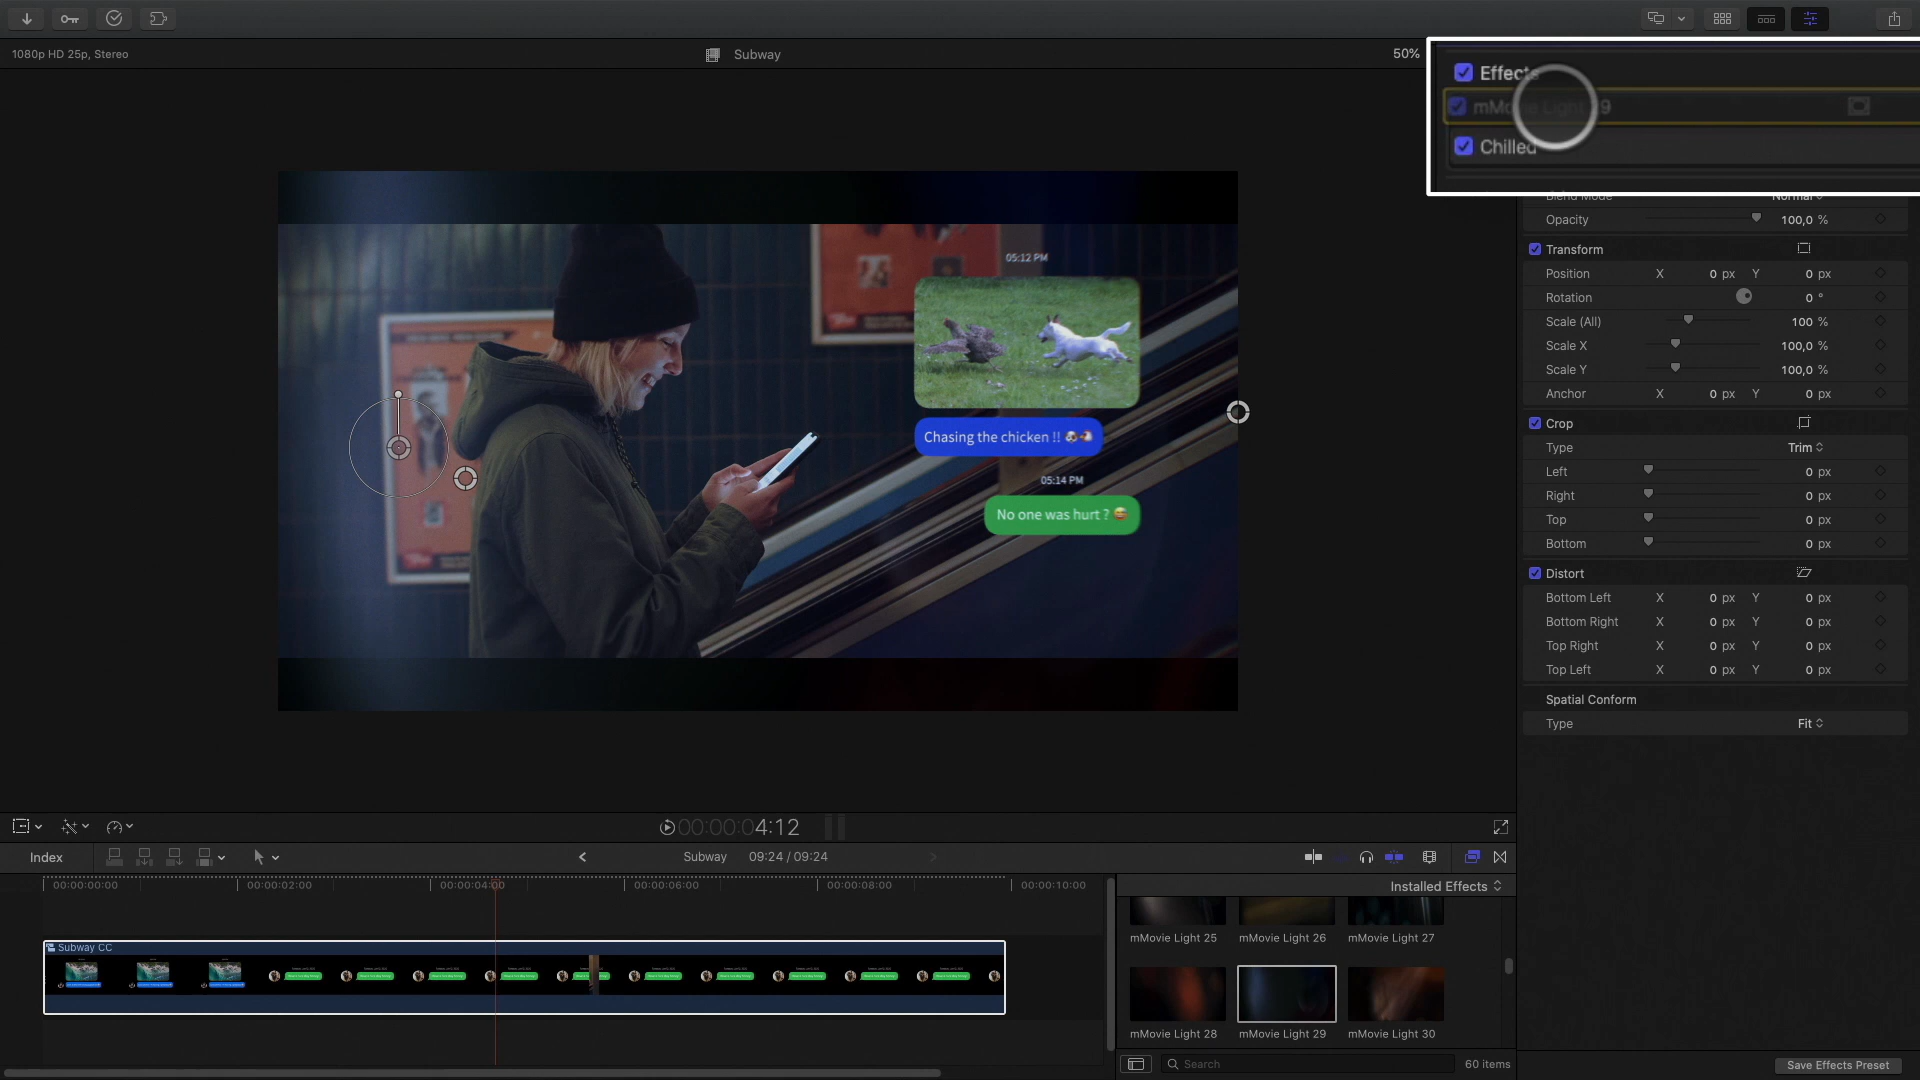 1080p HD 25p, Stereo
Subway
50%
Effects
mMovie Light 29
Chilled
Blend Mode Normal
Opacity 100,0 %
Transform
Position X 0 px Y 0 px
Rotation 0 °
Scale (All) 100 %
Scale X 100,0 %
Scale Y 100,0 %
Anchor X 0 px Y 0 px
Crop
Type Trim
Left 0 px
Right 0 px
Top 0 px
Bottom 0 px
Distort
Bottom Left X 0 px Y 0 px
Bottom Right X 0 px Y 0 px
Top Right X 0 px Y 0 px
Top Left X 0 px Y 0 px
Spatial Conform
Type Fit
05:12 PM
Chasing the chicken !! 🐶🐔
05:14 PM
No one was hurt ? 😄
00:00:04:12
Index
Subway 09:24 / 09:24
00:00:00:00 00:00:02:00 00:00:04:00 00:00:06:00 00:00:08:00 00:00:10:00
Subway CC
Installed Effects
mMovie Light 25 mMovie Light 26 mMovie Light 27
mMovie Light 28 mMovie Light 29 mMovie Light 30
Search
60 items
Save Effects Preset